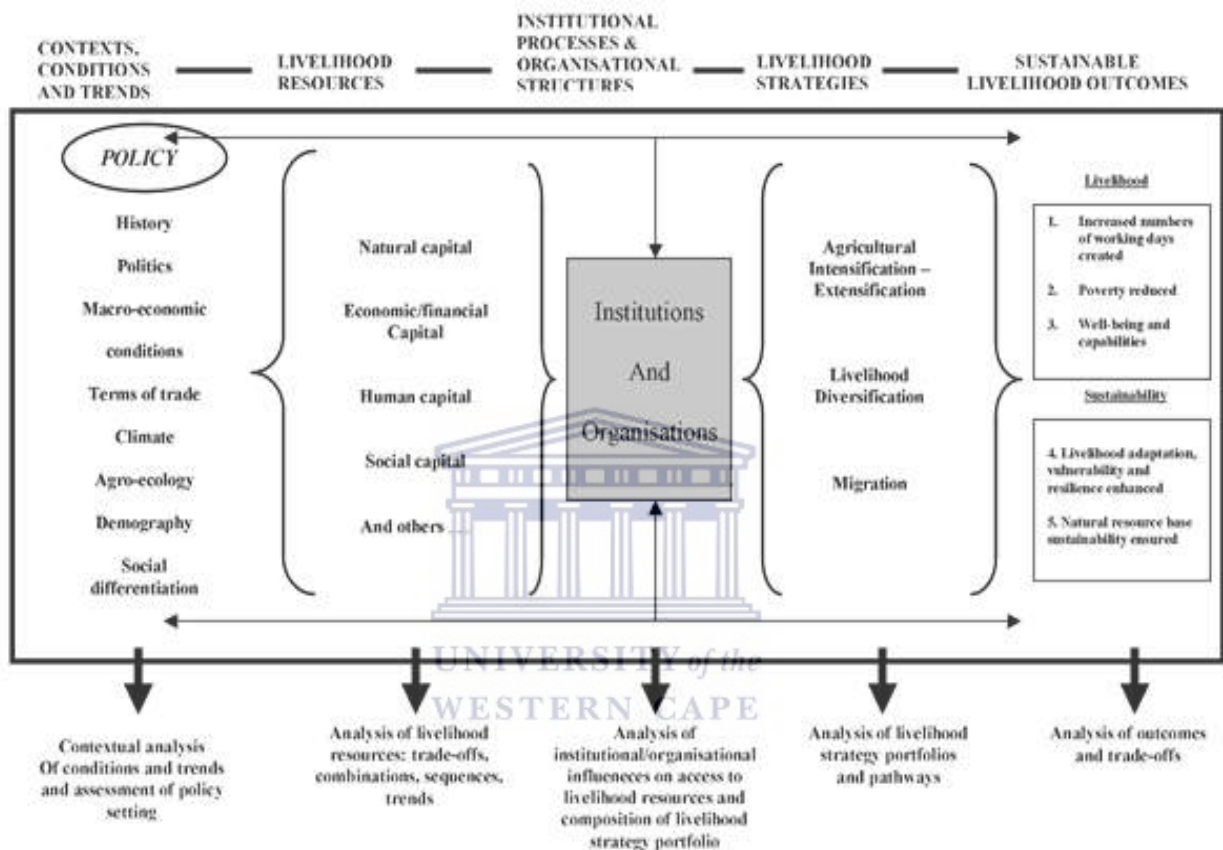 CONTEXTS,
CONDITIONS
AND TRENDS
LIVELIHOOD
RESOURCES
INSTITUTIONAL
PROCESSES &
ORGANISATIONAL
STRUCTURES
LIVELIHOOD
STRATEGIES
SUSTAINABLE
LIVELIHOOD OUTCOMES
POLICY
History
Politics
Macro-economic
conditions
Terms of trade
Climate
Agro-ecology
Demography
Social
differentiation
Natural capital
Economic/financial
Capital
Human capital
Social capital
And others ....
Institutions
And
Organisations
Agricultural
Intensification –
Extensification
Livelihood
Diversification
Migration
Livelihood
1. Increased numbers
of working days
created
2. Poverty reduced
3. Well-being and
capabilities
Sustainability
4. Livelihood adaptation,
vulnerability and
resilience enhanced
5. Natural resource base
sustainability ensured
UNIVERSITY of the
WESTERN CAPE
Contextual analysis
Of conditions and trends
and assessment of policy
setting
Analysis of livelihood
resources: trade-offs,
combinations, sequences,
trends
Analysis of
institutional/organisational
influeneces on access to
livelihood resources and
composition of livelihood
strategy portfolio
Analysis of livelihood
strategy portfolios
and pathways
Analysis of outcomes
and trade-offs